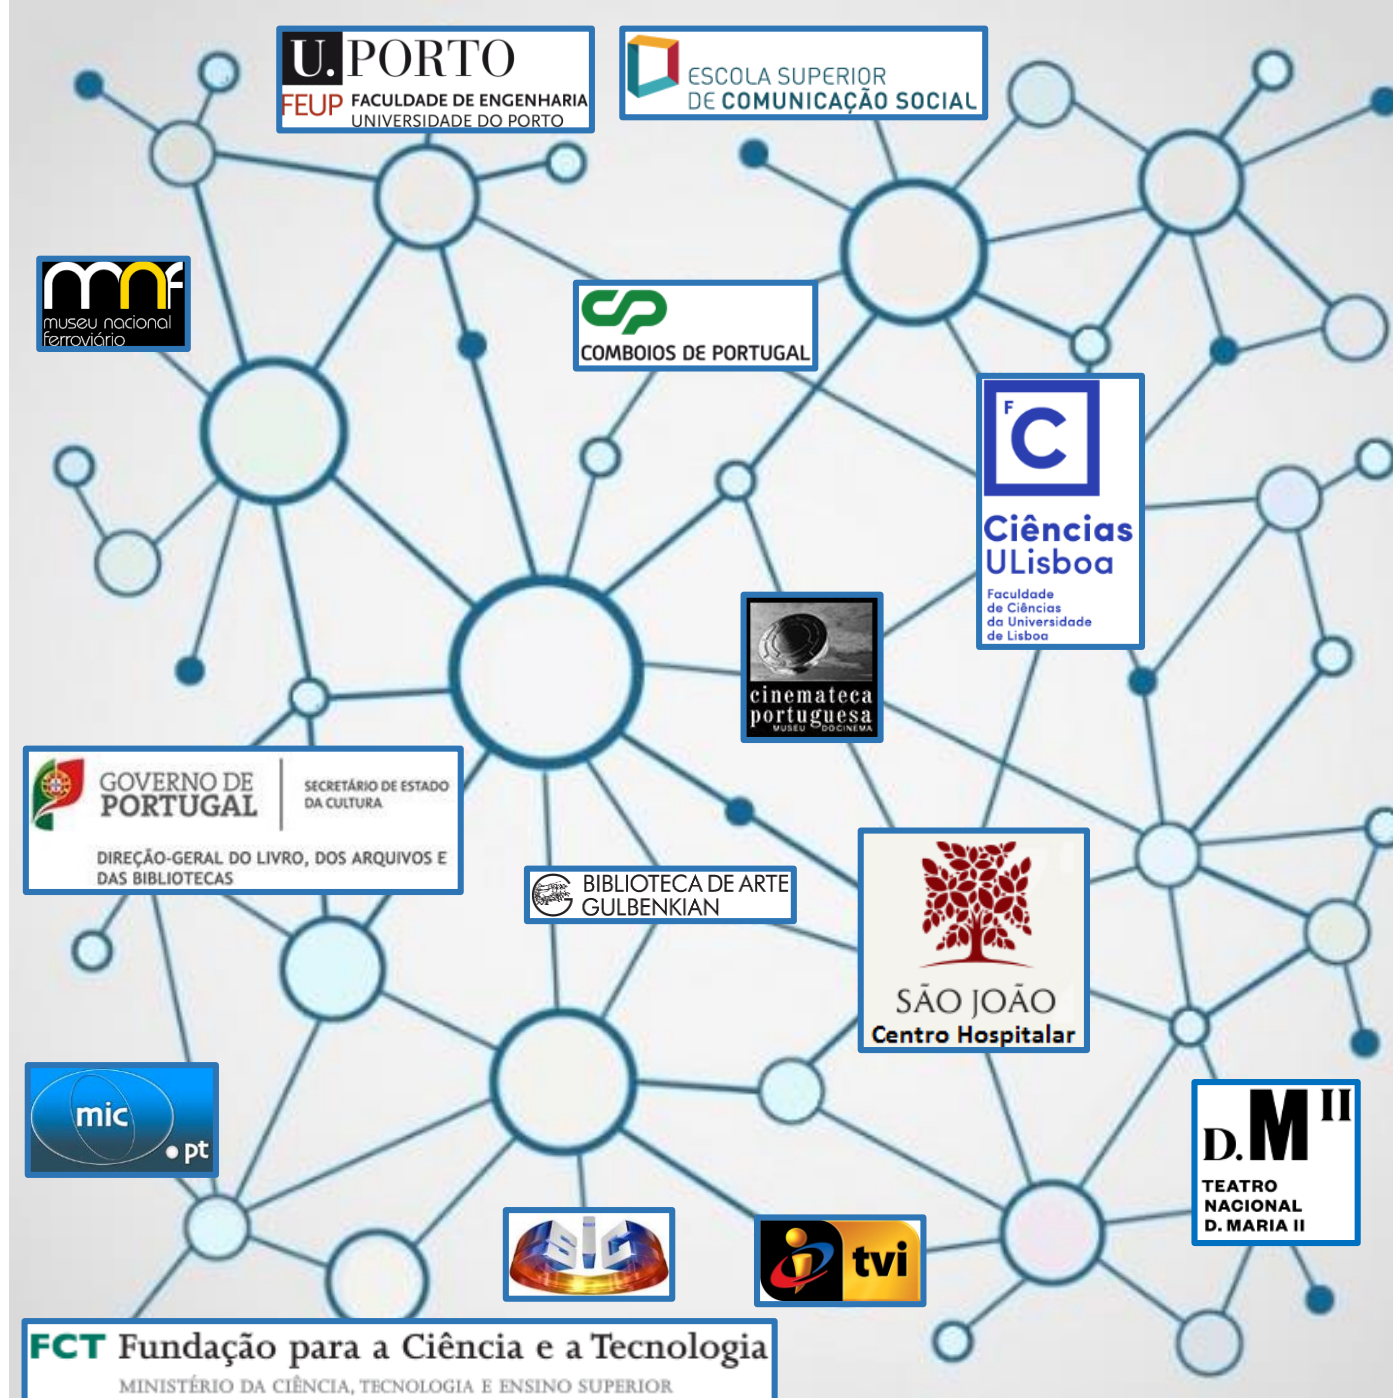 U.PORTO
FEUP FACULDADE DE ENGENHARIA
UNIVERSIDADE DO PORTO
ESCOLA SUPERIOR
DE COMUNICAÇÃO SOCIAL
mnf
museu nacional
ferroviário
CP
COMBOIOS DE PORTUGAL
FC
Ciências
ULisboa
Faculdade
de Ciências
da Universidade
de Lisboa
cinemateca
portuguesa
MUSEU DO CINEMA
GOVERNO DE
PORTUGAL
SECRETÁRIO DE ESTADO
DA CULTURA
DIREÇÃO-GERAL DO LIVRO, DOS ARQUIVOS E
DAS BIBLIOTECAS
BIBLIOTECA DE ARTE
GULBENKIAN
SÃO JOÃO
Centro Hospitalar
mic
.pt
D.M II
TEATRO
NACIONAL
D. MARIA II
SiC
tvi
FCT Fundação para a Ciência e a Tecnologia
MINISTÉRIO DA CIÊNCIA, TECNOLOGIA E ENSINO SUPERIOR